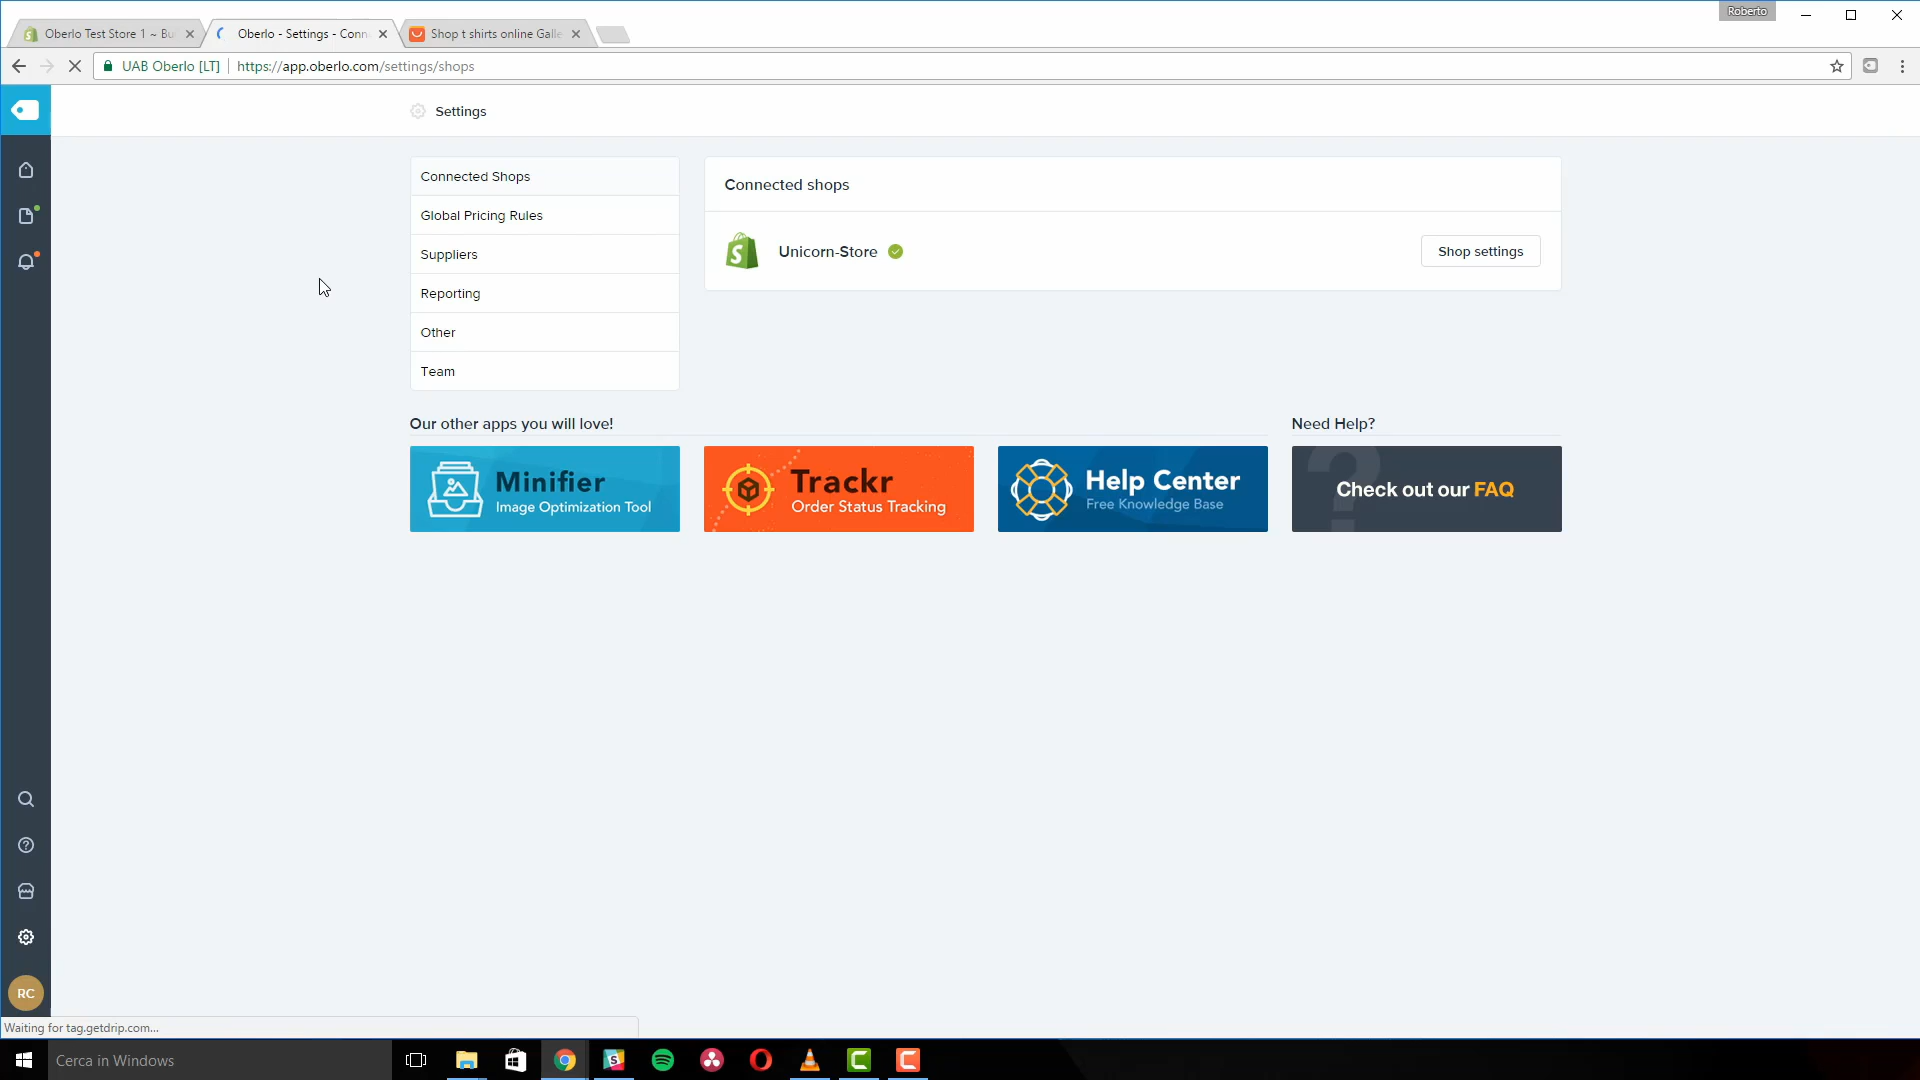 Roberto
Oberlo Test Store 1 ~ Bu
Oberlo - Settings - Conn
Shop t shirts online Galle
UAB Oberlo [LT]
https://app.oberlo.com/settings/shops
Settings
Connected Shops
Global Pricing Rules
Suppliers
Reporting
Other
Team
Connected shops
Unicorn-Store
Shop settings
Our other apps you will love!
Need Help?
Minifier
Image Optimization Tool
Trackr
Order Status Tracking
Help Center
Free Knowledge Base
Check out our FAQ
RC
Waiting for tag.getdrip.com...
Cerca in Windows